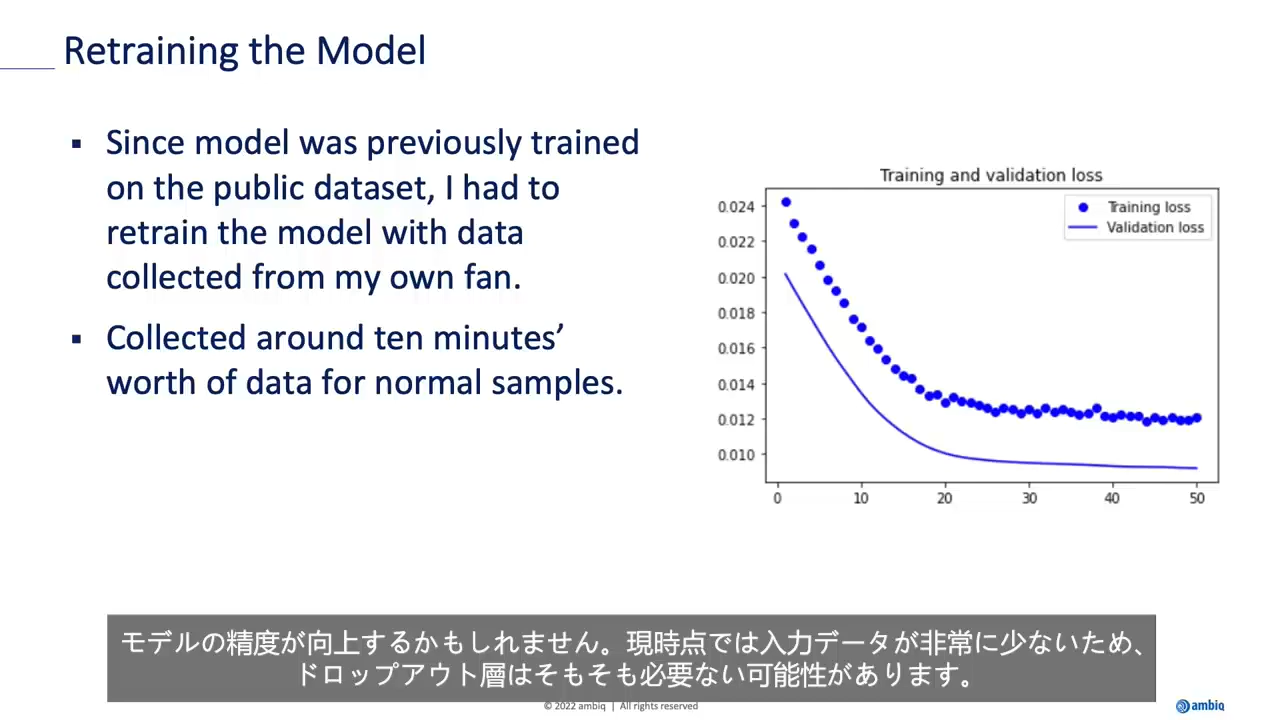 Retraining the Model
▪ Since model was previously trained
on the public dataset, I had to
retrain the model with data
collected from my own fan.
▪ Collected around ten minutes’
worth of data for normal samples.
Training and validation loss
Training loss
Validation loss
0.024
0.022
0.020
0.018
0.016
0.014
0.012
0.010
0 10 20 30 40 50
モデルの精度が向上するかもしれません。現時点では入力データが非常に少ないため、
ドロップアウト層はそもそも必要ない可能性があります。
© 2022 ambiq | All rights reserved
ambiq